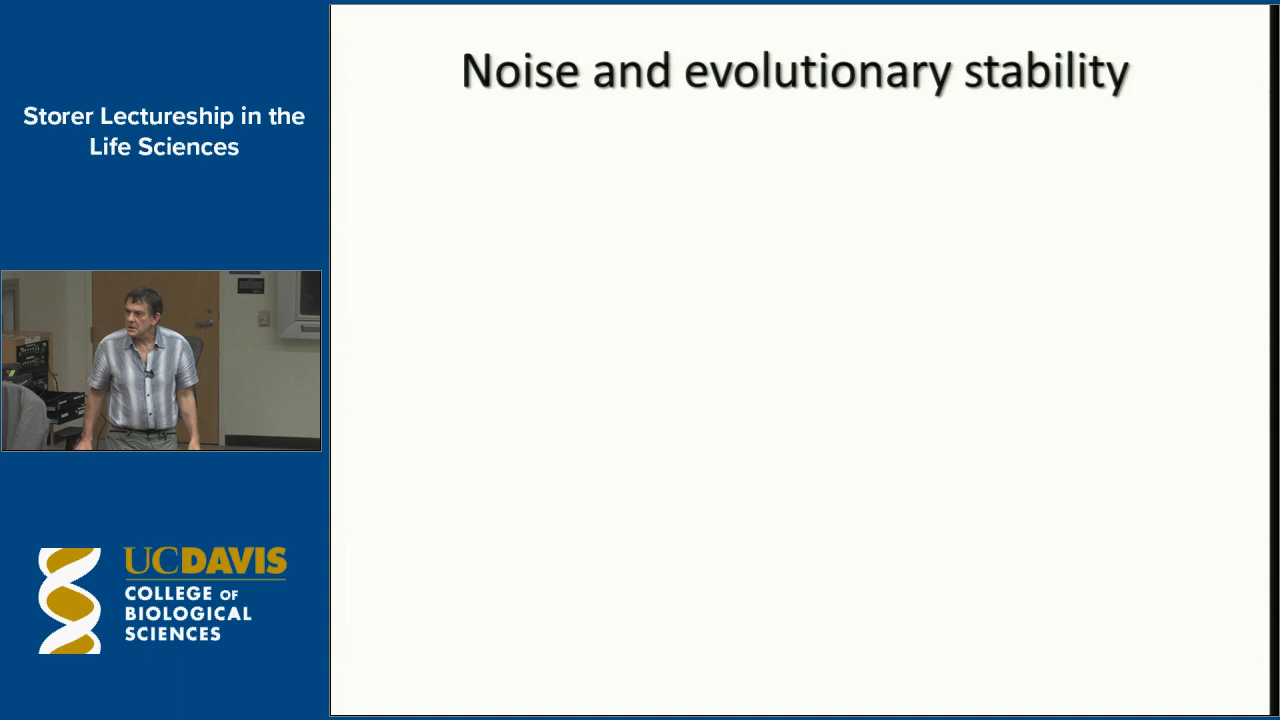 Storer Lectureship in the
Life Sciences
UCDAVIS
COLLEGE OF
BIOLOGICAL
SCIENCES
Noise and evolutionary stability